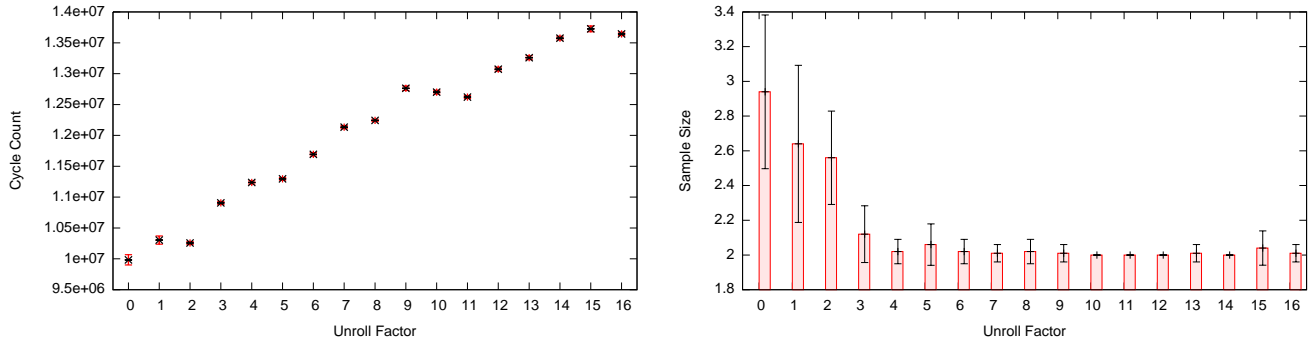 1.4e+07
1.35e+07
1.3e+07
1.25e+07
1.2e+07
1.15e+07
1.1e+07
1.05e+07
1e+07
9.5e+06
Cycle Count
0 1 2 3 4 5 6 7 8 9 10 11 12 13 14 15 16
Unroll Factor
3.4
3.2
3
2.8
2.6
2.4
2.2
2
1.8
Sample Size
0 1 2 3 4 5 6 7 8 9 10 11 12 13 14 15 16
Unroll Factor